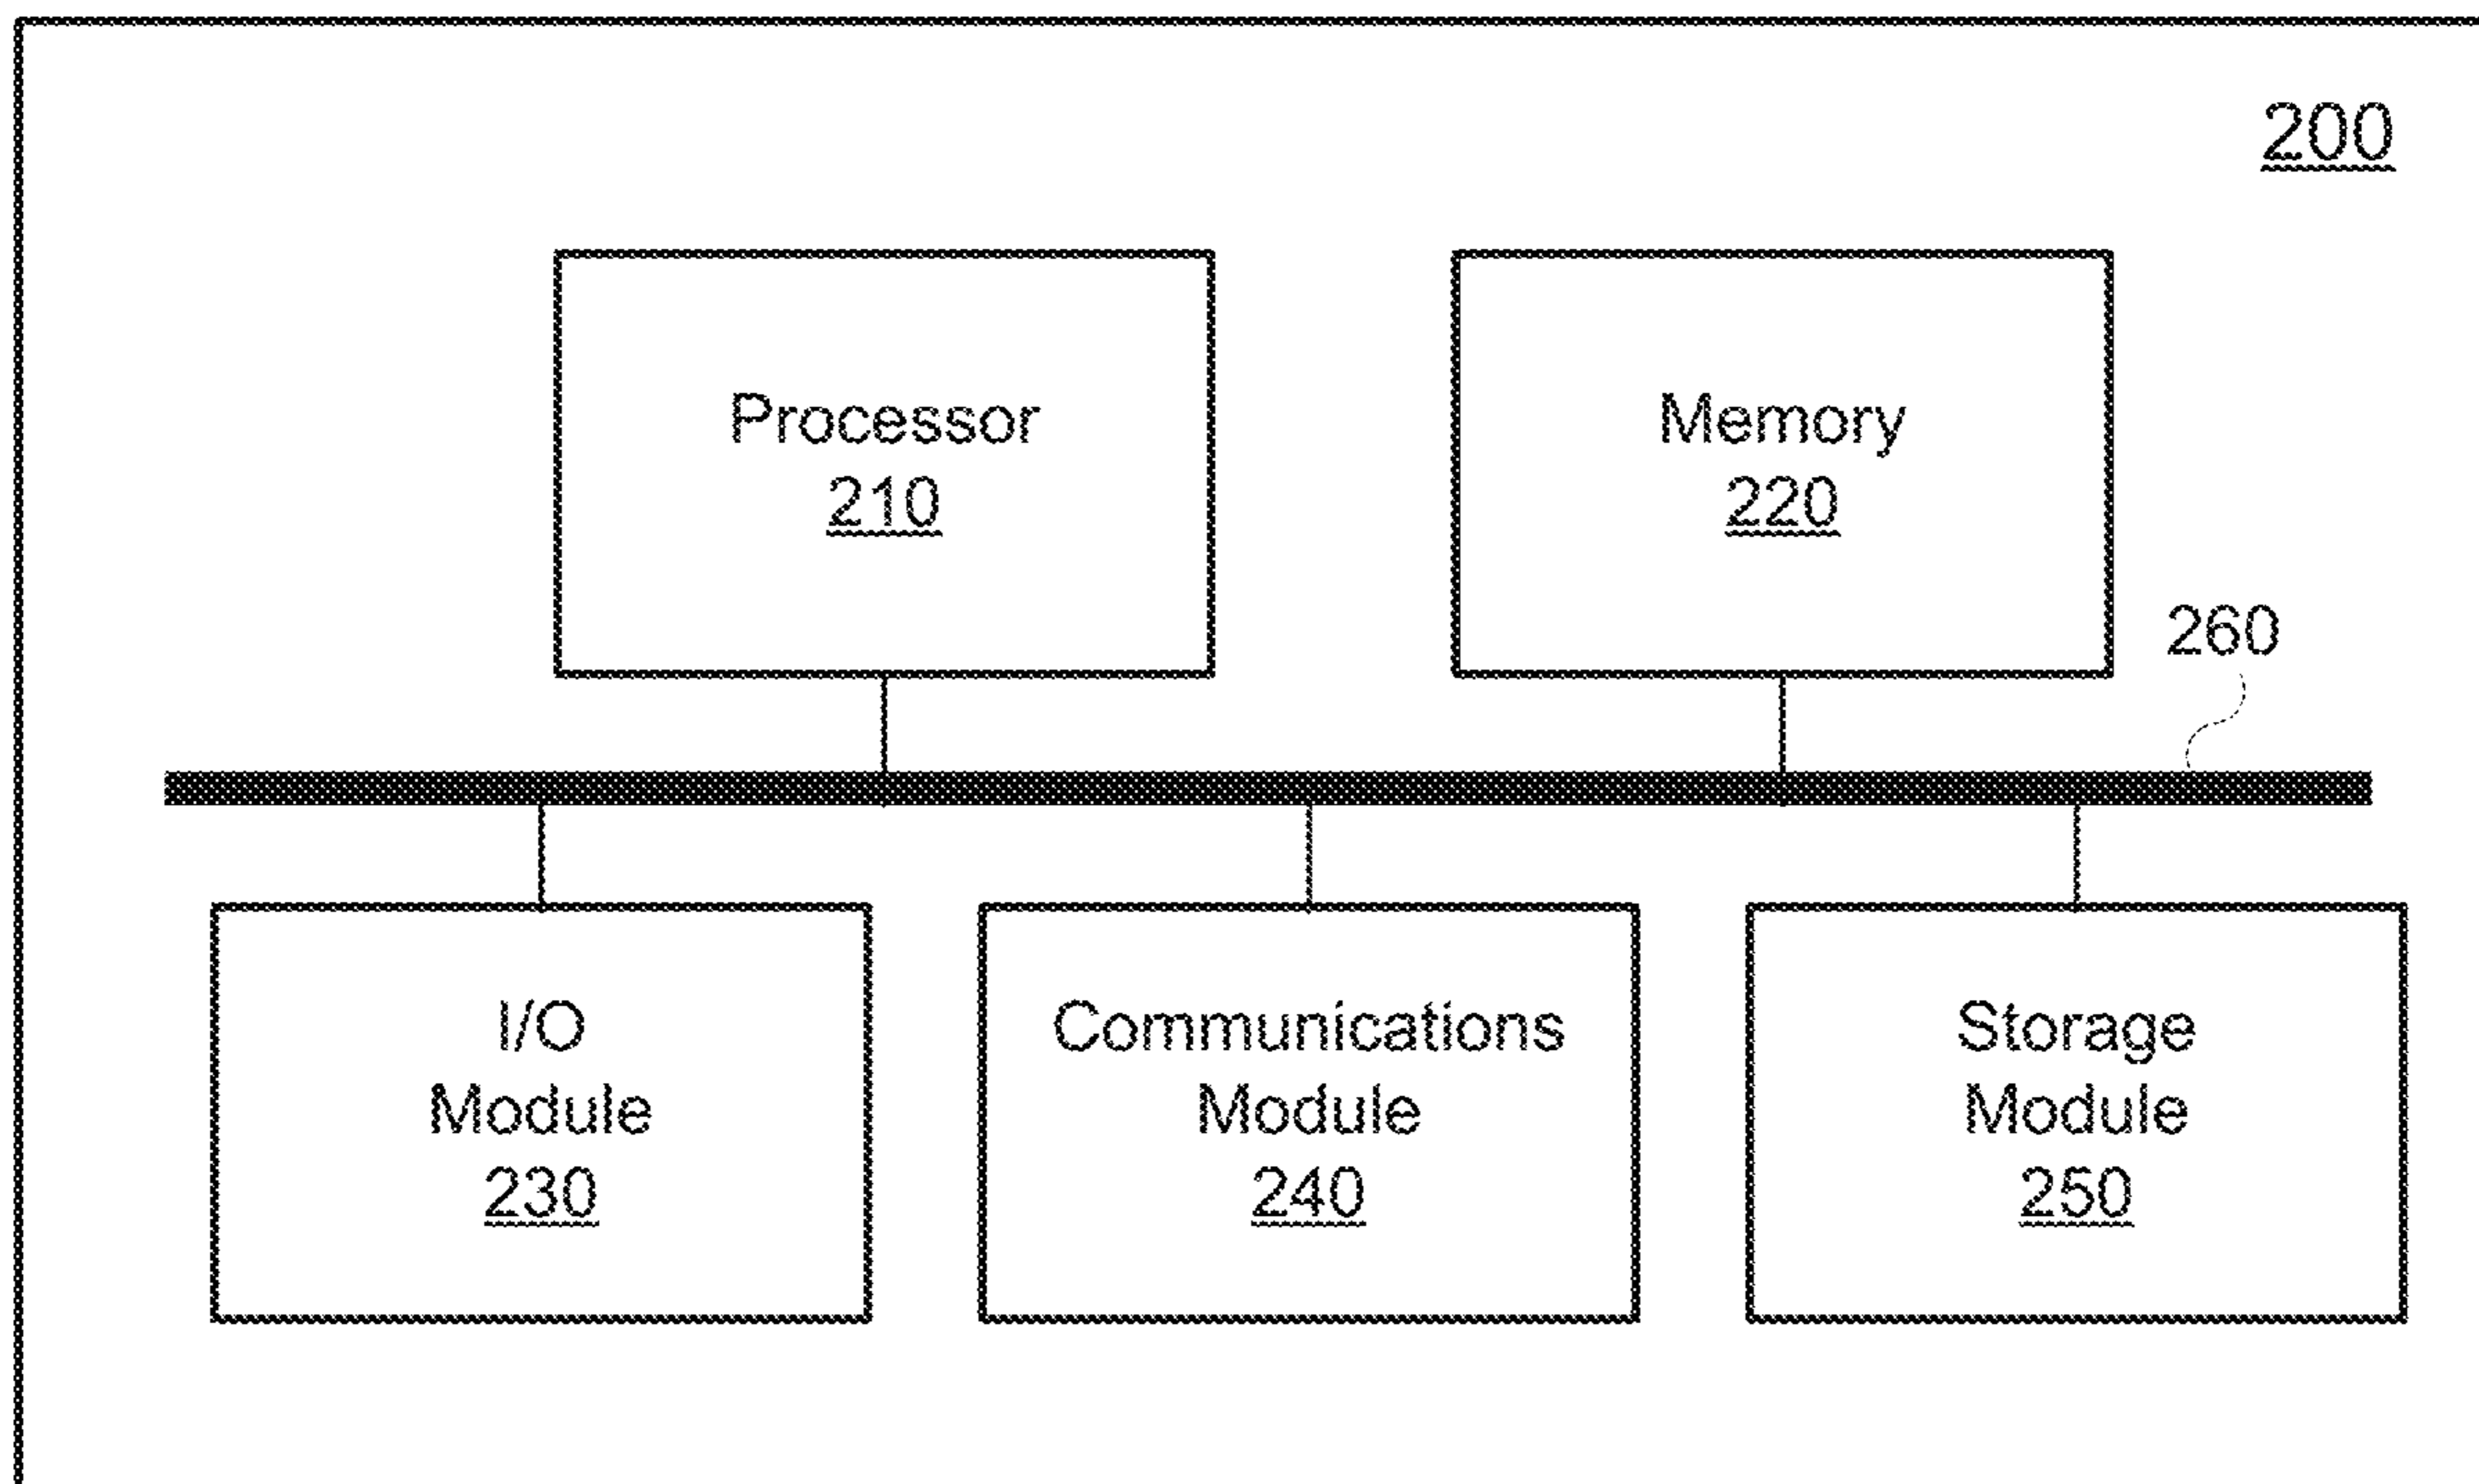 200
Processor
210
Memory
220
260
I/O
Module
230
Communications
Module
240
Storage
Module
250